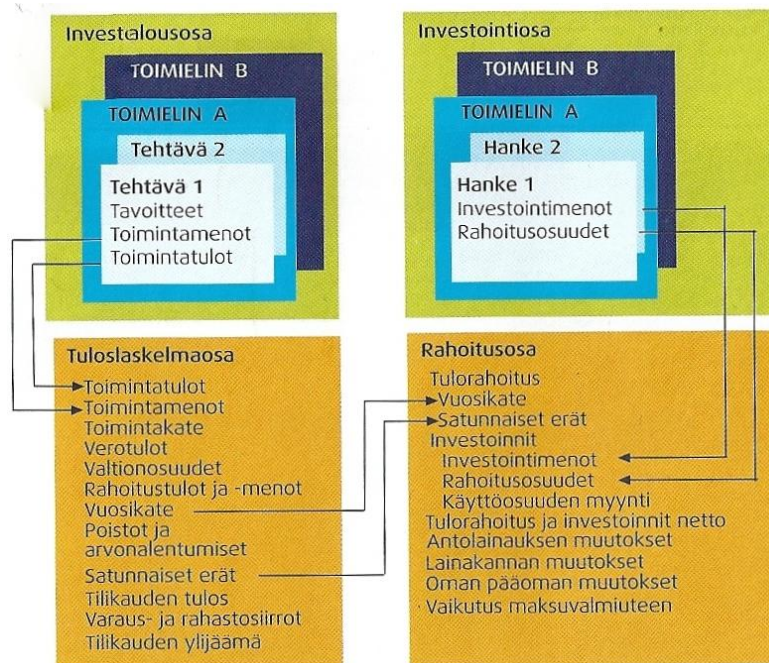 Investalousosa
TOIMIELIN B
TOIMIELIN A
Tehtävä 2
Tehtävä 1
Tavoitteet
Toimintamenot
Toimintatulot
Investointiosa
TOIMIELIN B
TOIMIELIN A
Hanke 2
Hanke 1
Investointimenot
Rahoitusosuudet
Tuloslaskelmaosa
Toimintatulot
Toimintamenot
Toimintakate
Verotulot
Valtionosuudet
Rahoitustulot ja -menot
Vuosikate
Poistot ja
arvonalentumiset
Satunnaiset erät
Tilikauden tulos
Varaus- ja rahastosiirrot
Tilikauden ylijäämä
Rahoitusosa
Tulorahoitus
Vuosikate
Satunnaiset erät
Investoinnit
Investointimenot
Rahoitusosuudet
Käyttöosuuden myynti
Tulorahoitus ja investoinnit netto
Antolainauksen muutokset
Lainakannan muutokset
Oman pääoman muutokset
Vaikutus maksuvalmiuteen